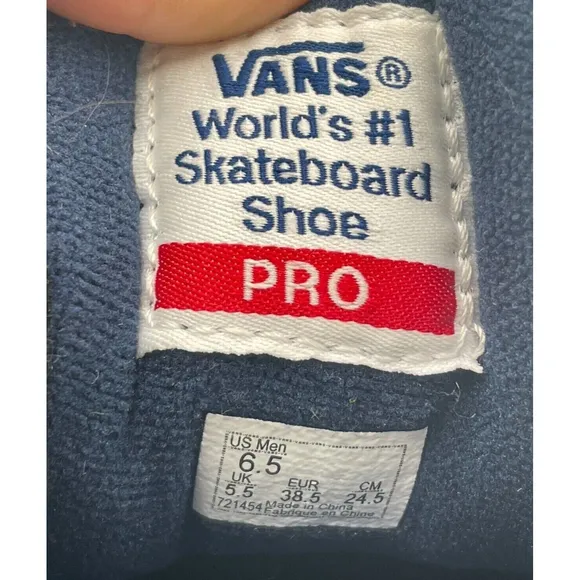 VANS®
World's #1
Skateboard
Shoe
PRO
US Men
6.5
UK EUR CM.
5.5 38.5 24.5
721454 Made in China
Fabrique en Chine